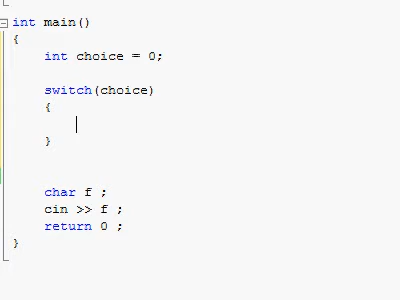 int main()
{
int choice = 0;
switch(choice)
{
}
char f ;
cin >> f ;
return 0 ;
}